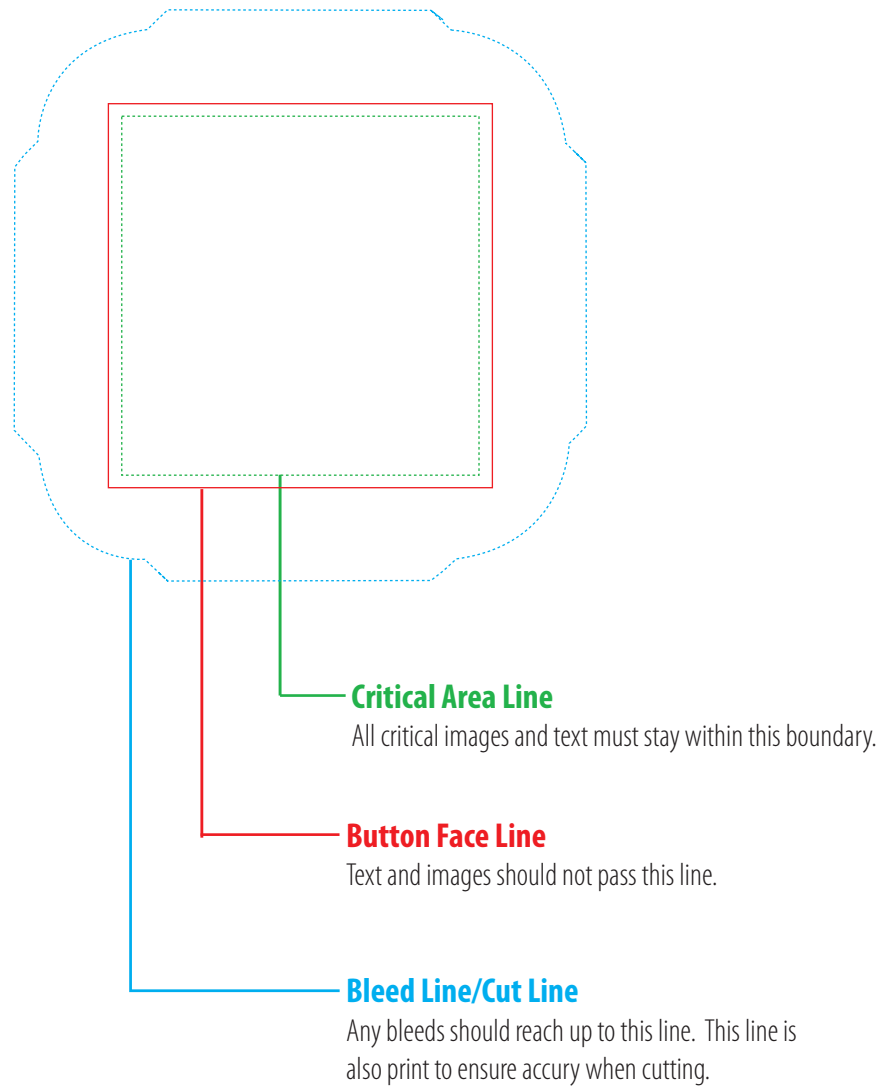 Critical Area Line
All critical images and text must stay within this boundary.
Button Face Line
Text and images should not pass this line.
Bleed Line/Cut Line
Any bleeds should reach up to this line.  This line is
also print to ensure accury when cutting.